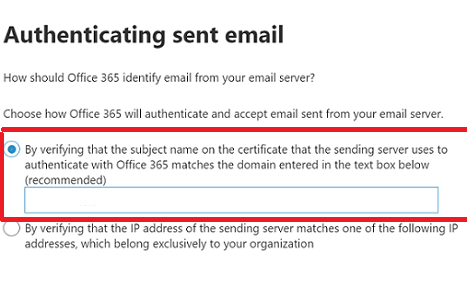 Authenticating sent email
How should Office 365 identify email from your email server?
Choose how Office 365 will authenticate and accept email sent from your email server.
By verifying that the subject name on the certificate that the sending server uses to
authenticate with Office 365 matches the domain entered in the text box below
(recommended)
By verifying that the IP address of the sending server matches one of the following IP
addresses, which belong exclusively to your organization